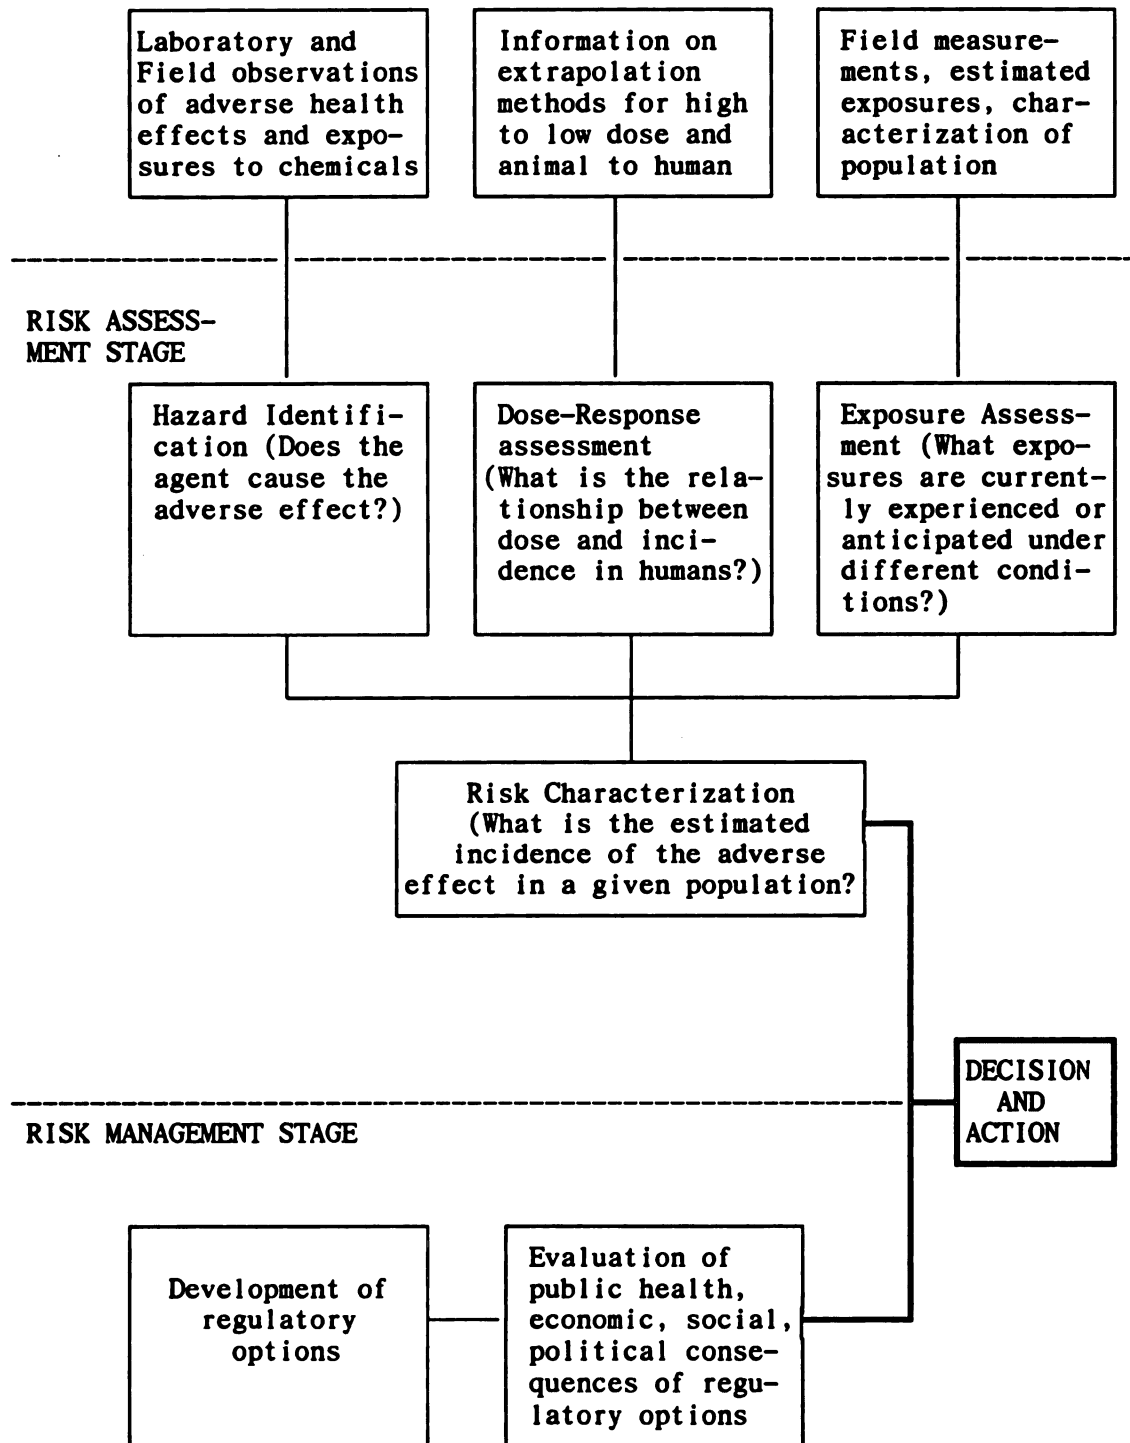 Laboratory and
Field observations
of adverse health
effects and expo-
sures to chemicals
Information on
extrapolation
methods for high
to low dose and
animal to human
Field measure-
ments, estimated
exposures, char-
acterization of
population
RISK ASSESS-
MENT STAGE
Hazard Identifi-
cation (Does the
agent cause the
adverse effect?)
Dose-Response
assessment
(What is the rela-
tionship between
dose and inci-
dence in humans?)
Exposure Assess-
ment (What expo-
sures are current-
ly experienced or
anticipated under
different condi-
tions?)
Risk Characterization
(What is the estimated
incidence of the adverse
effect in a given population?
DECISION
AND
ACTION
RISK MANAGEMENT STAGE
Development of
regulatory
options
Evaluation of
public health,
economic, social,
political conse-
quences of regu-
latory options